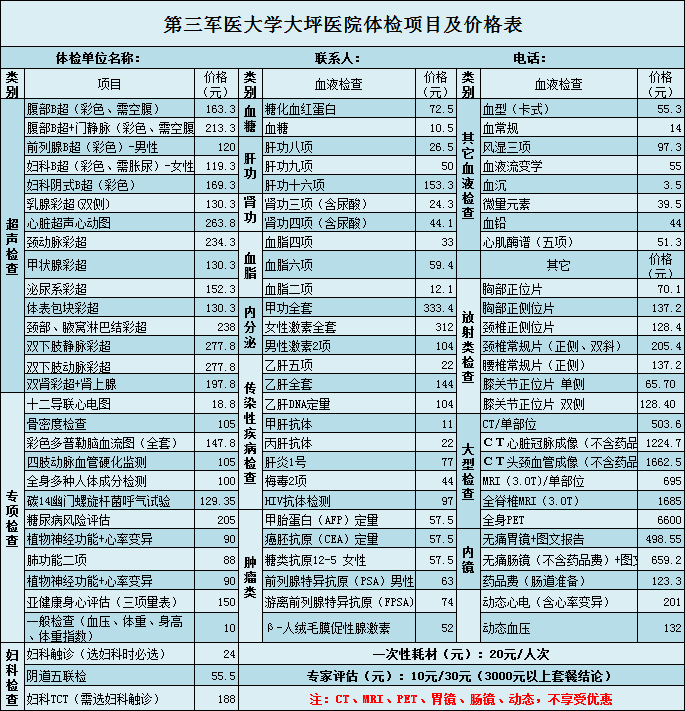 第三军医大学大坪医院体检项目及价格表
体检单位名称： 联系人： 电话：
类别 项目 价格（元） 类别 血液检查 价格（元） 类别 血液检查 价格（元）
超声检查 腹部B超（彩色、需空腹） 163.3 血糖 糖化血红蛋白 72.5 其它血液检查 血型（卡式） 55.3
腹部B超+门静脉（彩色、需空腹 213.3 血糖 10.5 血常规 14
前列腺B超（彩色）-男性 120 肝功 肝功八项 26.5 风湿三项 97.3
妇科B超（彩色、需胀尿）-女性 119.3 肝功九项 50 血液流变学 55
妇科阴式B超（彩色） 169.3 肝功十六项 153.3 血沉 3.5
乳腺彩超(双侧) 130.3 肾功 肾功三项（含尿酸） 24.3 微量元素 39.5
心脏超声心动图 263.8 肾功四项（含尿酸） 44.1 血铅 44
颈动脉彩超 234.3 血脂 血脂四项 33 心肌酶谱（五项） 51.3
甲状腺彩超 130.3 血脂六项 59.4 其它 价格（元）
泌尿系彩超 152.3 血脂二项 12.1 放射类检查 胸部正位片 70.1
体表包块彩超 130.3 内分泌 甲功全套 333.4 胸部正侧位片 137.2
颈部、腋窝淋巴结彩超 238 女性激素全套 312 颈椎正侧位片 128.4
双下肢静脉彩超 277.8 男性激素2项 104 颈椎常规片（正侧、双斜） 205.4
双下肢动脉彩超 277.8 传染性疾病检查 乙肝五项 22 腰椎常规片（正侧） 137.2
双肾彩超+肾上腺 197.8 乙肝全套 144 膝关节正位片 单侧 65.70
专项检查 十二导联心电图 18.8 乙肝DNA定量 104 膝关节正位片 双侧 128.40
骨密度检查 105 甲肝抗体 11 大型检查 CT/单部位 503.6
彩色多普勒脑血流图（全套） 147.8 丙肝抗体 22 ＣＴ心脏冠脉成像（不含药品 1224.7
四肢动脉血管硬化监测 105 肝炎1号 77 ＣＴ头颈血管成像（不含药品 1662.5
全身多种人体成分检测 100 梅毒2项 44 MRI（3.0T)/单部位 695
碳14幽门螺旋杆菌呼气试验 129.35 HIV抗体检测 97 全脊椎MRI（3.0T） 1685
糖尿病风险评估 205 肿瘤类 甲胎蛋白（AFP）定量 57.5 全身PET 6600
植物神经功能+心率变异 90 癌胚抗原（CEA）定量 57.5 内镜 无痛胃镜+图文报告 498.55
肺功能二项 88 糖类抗原12-5 女性 57.5 无痛肠镜（不含药品费）+图文 659.2
植物神经功能+心率变异 90 前列腺特异抗原（PSA）男性 63 药品费（肠道准备） 123.3
亚健康身心评估（三项量表） 150 游离前列腺特异抗原（FPSA） 74 动态心电（含心率变异） 201
一般检查（血压、体重、身高、体重指数） 10 β-人绒毛膜促性腺激素 52 动态血压 132
妇科检查 妇科触诊（选妇科时必选） 24 一次性耗材（元）：20元/人次
阴道五联检 55.5 专家评估（元）：10元/30元（3000元以上套餐结论）
妇科TCT（需选妇科触诊） 188 注：CT、MRI、PET、胃镜、肠镜、动态，不享受优惠